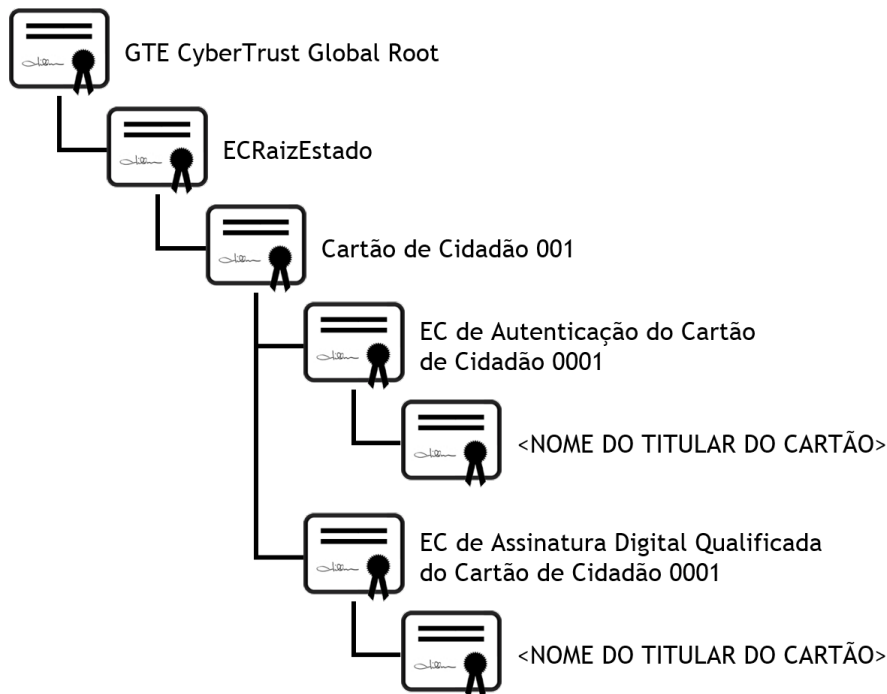 GTE CyberTrust Global Root
ECRaizEstado
Cartão de Cidadão 001
EC de Autenticação do Cartão
de Cidadão 0001
<NOME DO TITULAR DO CARTÃO>
EC de Assinatura Digital Qualificada
do Cartão de Cidadão 0001
<NOME DO TITULAR DO CARTÃO>